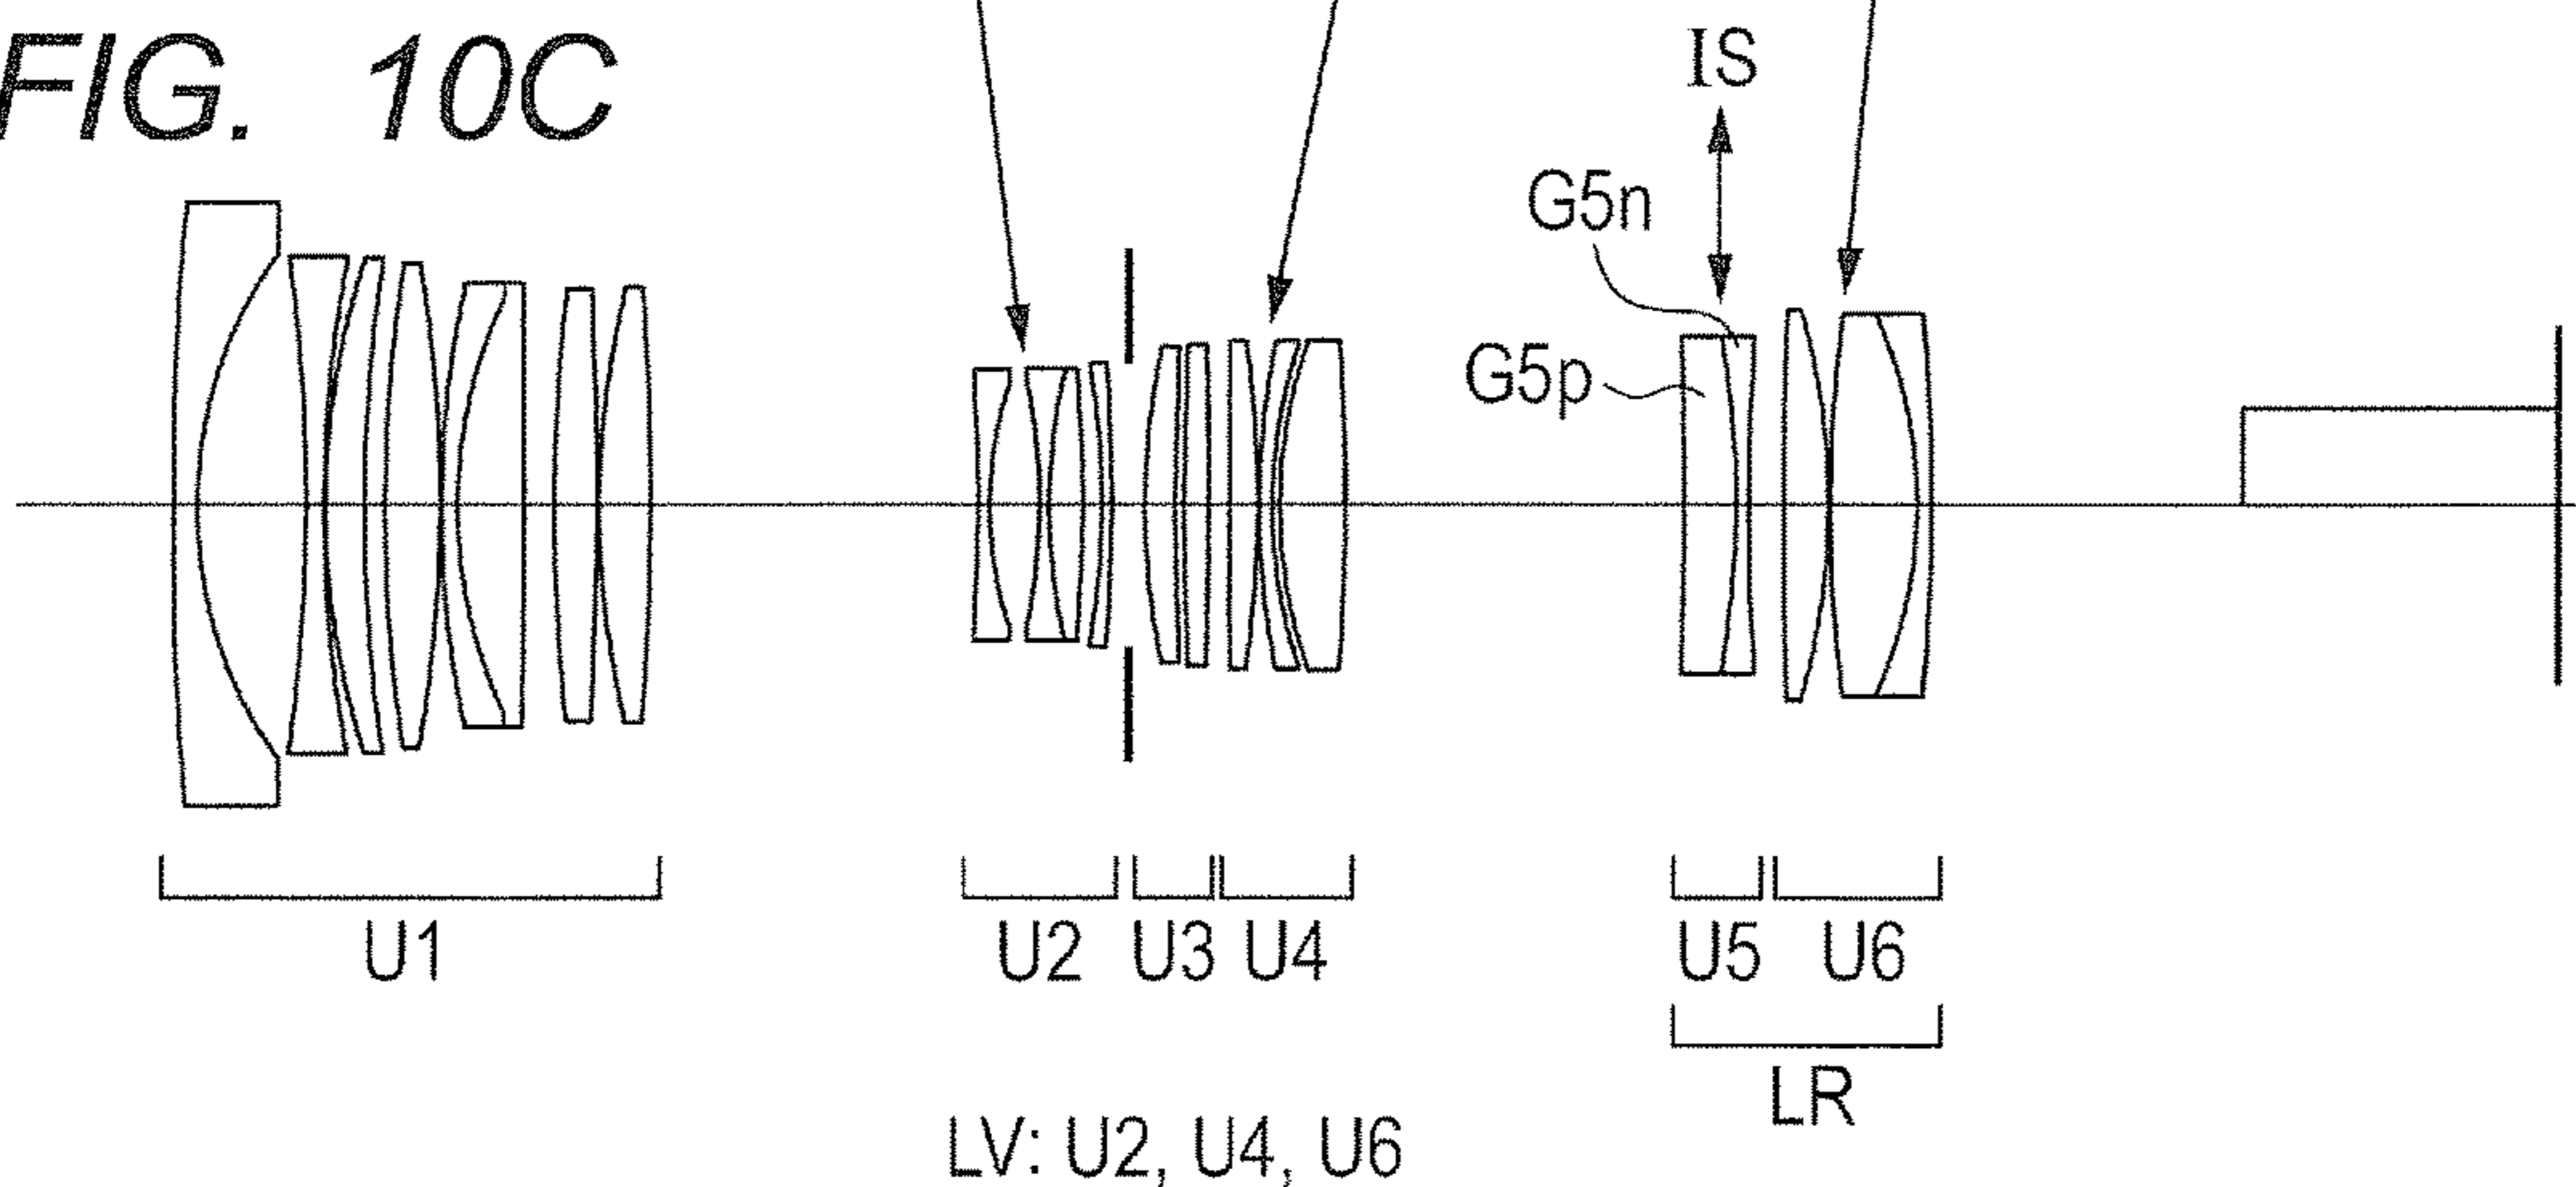 FIG. 10C
IS
G5n
G5p
U1
U2
U3
U4
U5
U6
LR
LV: U2, U4, U6